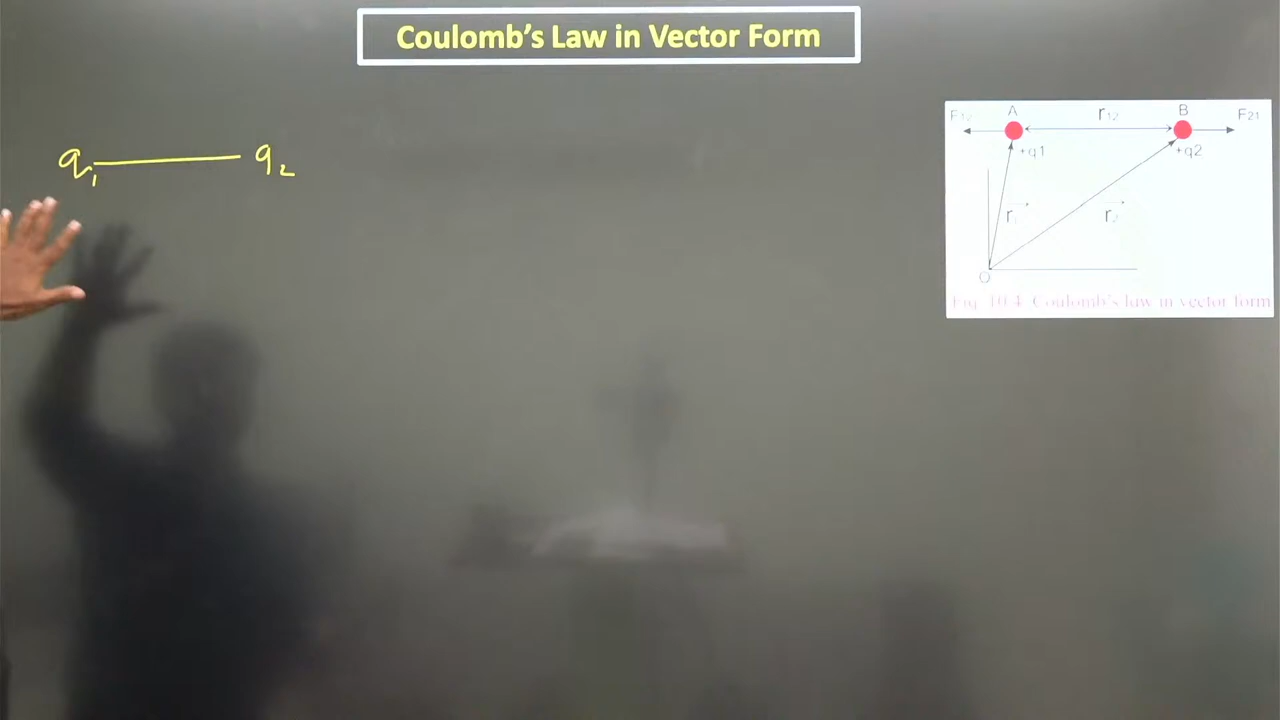 Coulomb's Law in Vector Form
q₁ q₂
F₁₂ A r₁₂ B F₂₁
+q1 +q2
r₁ r₂
O
Fig. 10.4 Coulomb's law in vector form